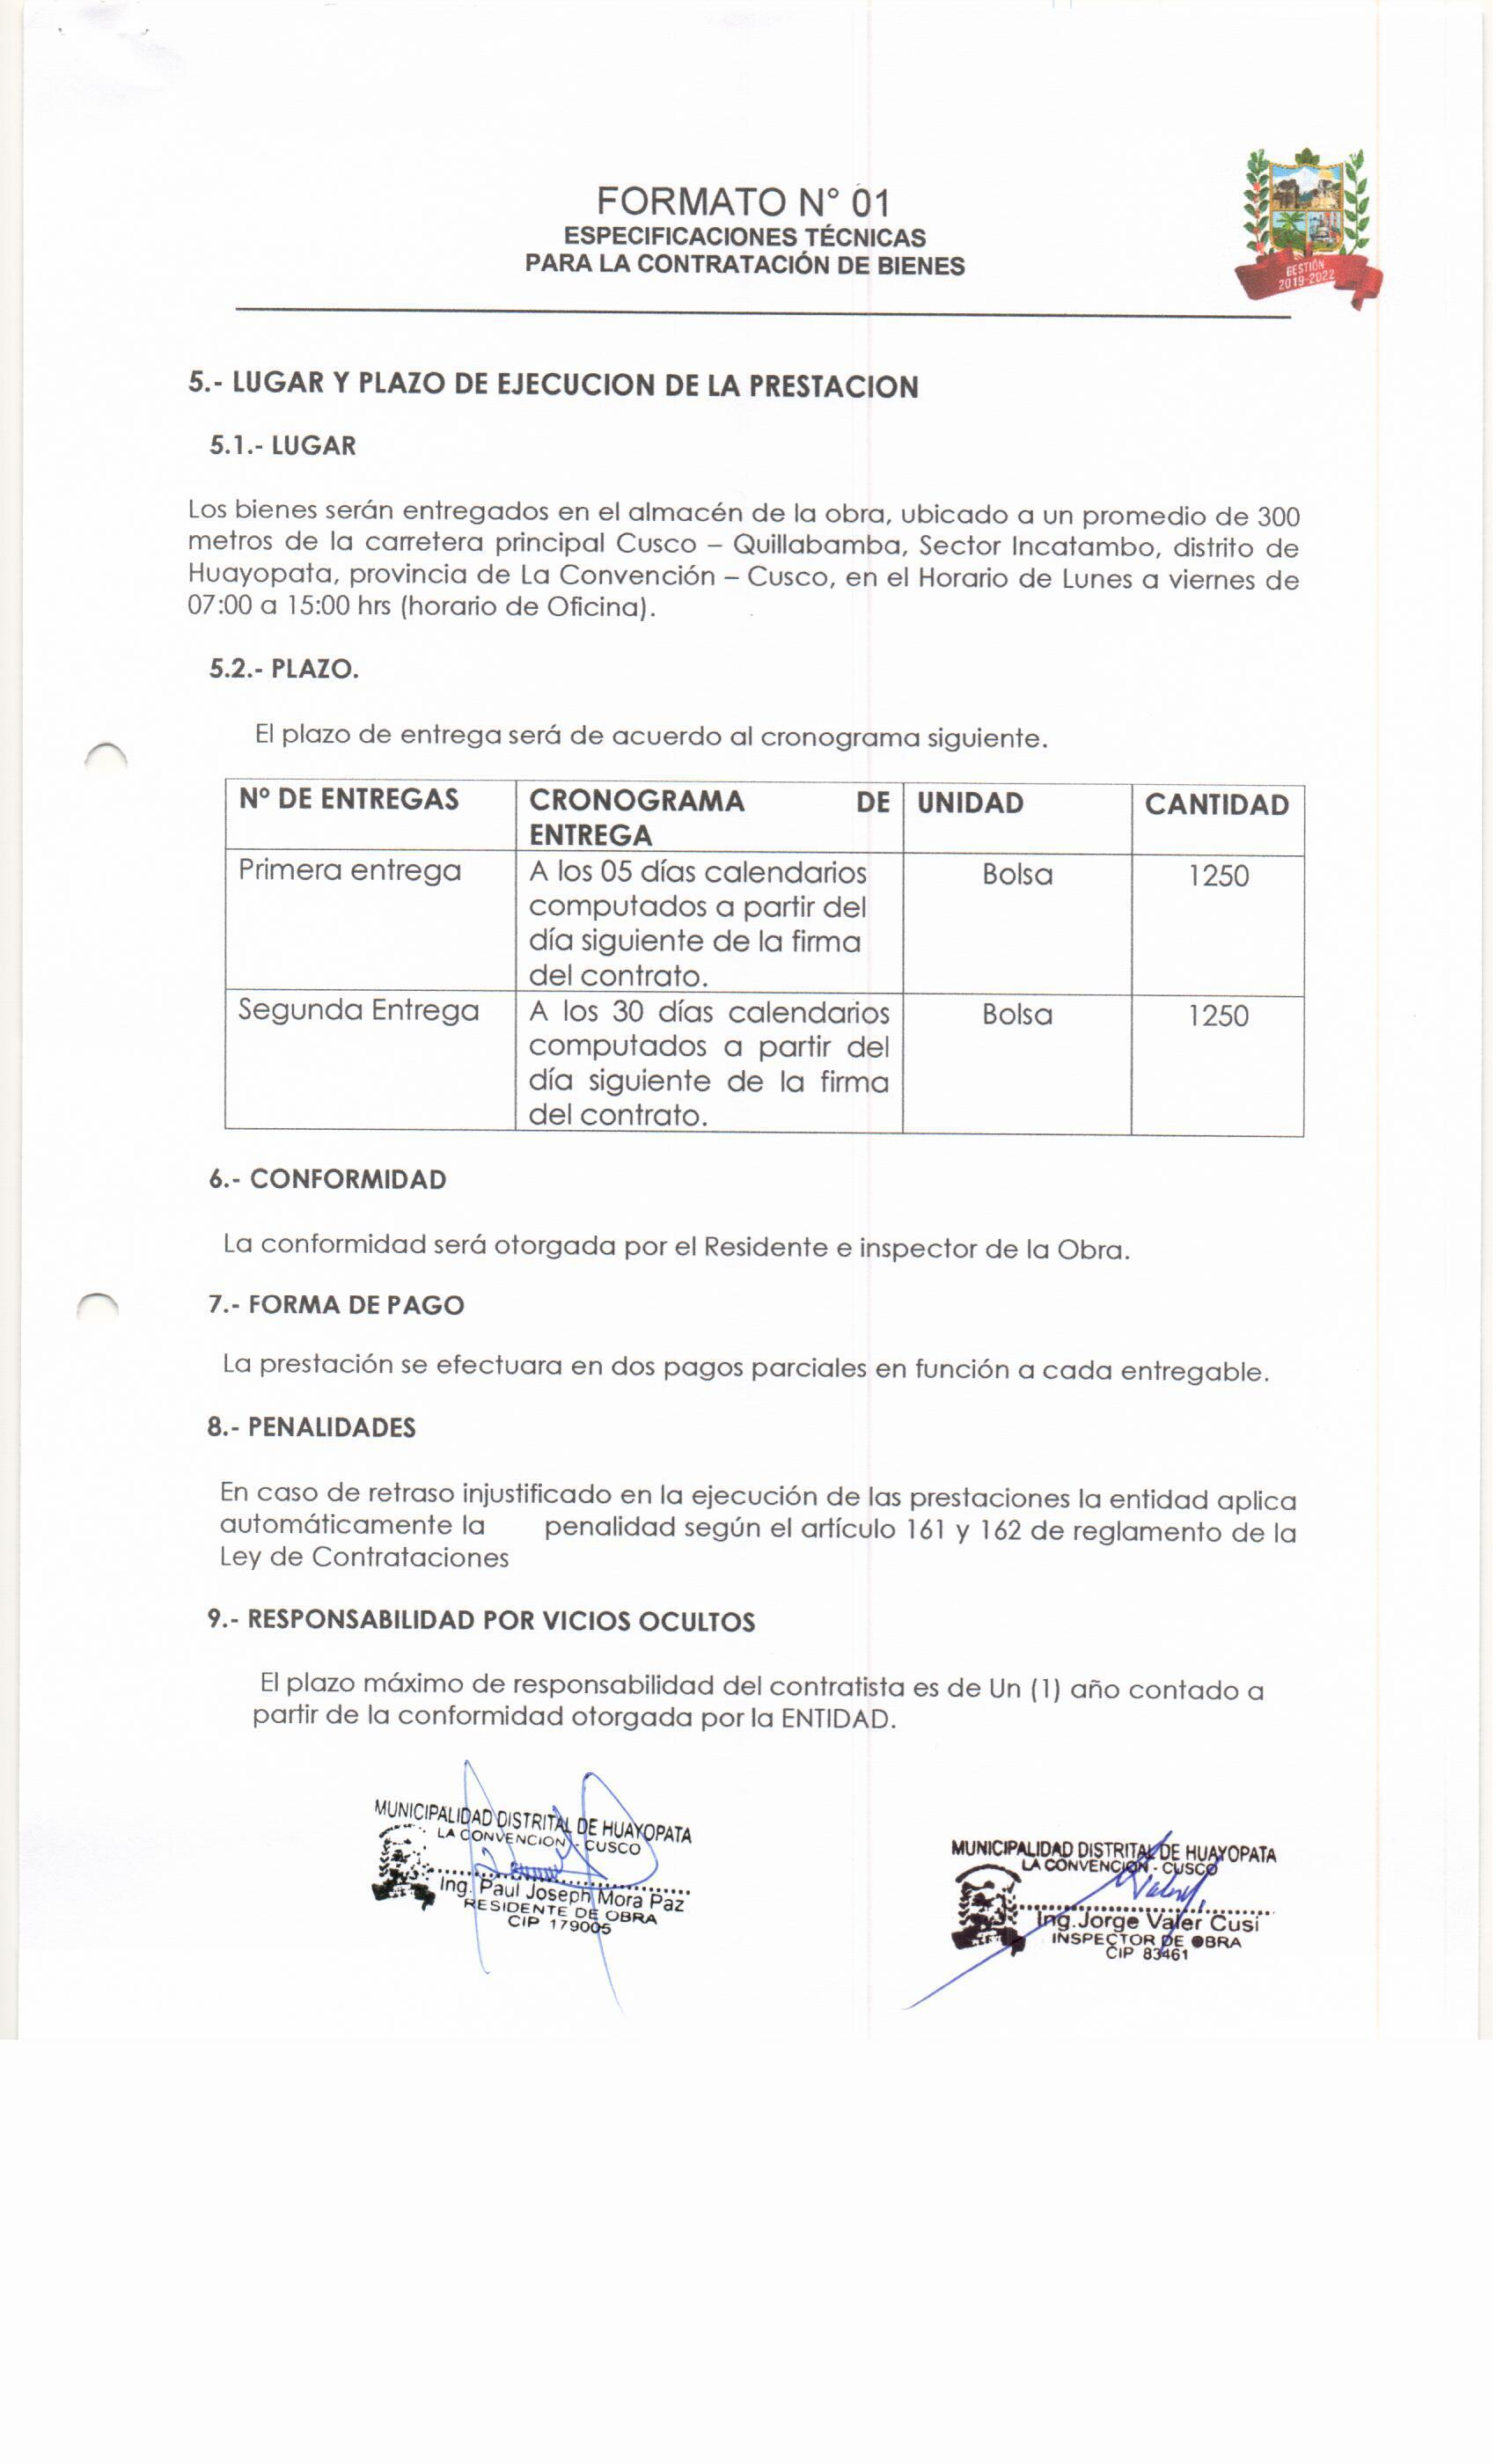 FORMATO N° 01
ESPECIFICACIONES TÉCNICAS
PARA LA CONTRATACIÓN DE BIENES
GESTIÓN
2019-2022
5.- LUGAR Y PLAZO DE EJECUCION DE LA PRESTACION
5.1.- LUGAR
Los bienes serán entregados en el almacén de la obra, ubicado a un promedio de 300
metros de la carretera principal Cusco – Quillabamba, Sector Incatambo, distrito de
Huayopata, provincia de La Convención – Cusco, en el Horario de Lunes a viernes de
07:00 a 15:00 hrs (horario de Oficina).
5.2.- PLAZO.
El plazo de entrega será de acuerdo al cronograma siguiente.
N° DE ENTREGAS CRONOGRAMA DE UNIDAD CANTIDAD
ENTREGA
Primera entrega A los 05 días calendarios Bolsa 1250
computados a partir del
día siguiente de la firma
del contrato.
Segunda Entrega A los 30 días calendarios Bolsa 1250
computados a partir del
día siguiente de la firma
del contrato.
6.- CONFORMIDAD
La conformidad será otorgada por el Residente e inspector de la Obra.
7.- FORMA DE PAGO
La prestación se efectuara en dos pagos parciales en función a cada entregable.
8.- PENALIDADES
En caso de retraso injustificado en la ejecución de las prestaciones la entidad aplica
automáticamente la penalidad según el artículo 161 y 162 de reglamento de la
Ley de Contrataciones
9.- RESPONSABILIDAD POR VICIOS OCULTOS
El plazo máximo de responsabilidad del contratista es de Un (1) año contado a
partir de la conformidad otorgada por la ENTIDAD.
MUNICIPALIDAD DISTRITAL DE HUAYOPATA
LA CONVENCION - CUSCO
Ing. Paul Joseph Mora Paz
RESIDENTE DE OBRA
CIP 179005
MUNICIPALIDAD DISTRITAL DE HUAYOPATA
LA CONVENCION - CUSCO
Ing. Jorge Valer Cusi
INSPECTOR DE OBRA
CIP 83461